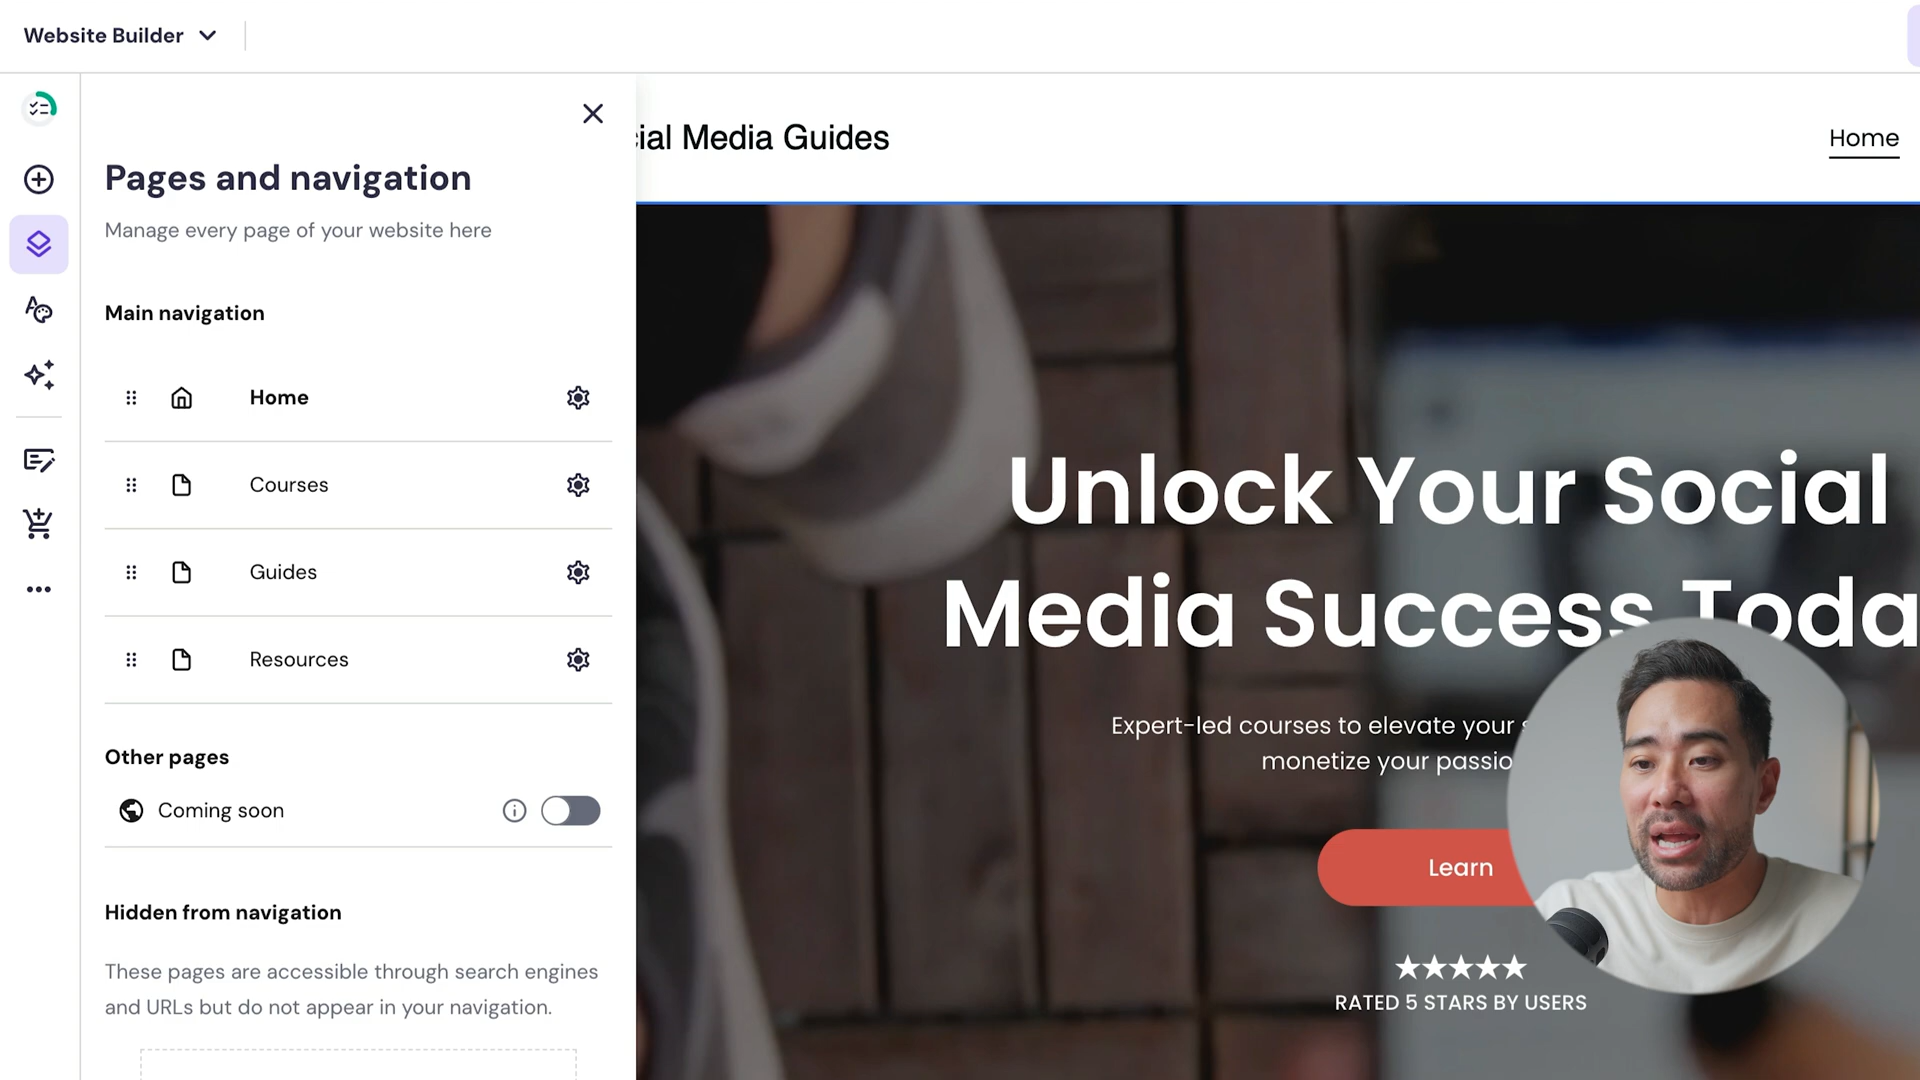 Website Builder
Pages and navigation
Manage every page of your website here
Main navigation
Home
Courses
Guides
Resources
Other pages
Coming soon
Hidden from navigation
These pages are accessible through search engines
and URLs but do not appear in your navigation.
ial Media Guides
Home
Unlock Your Social
Media Success Toda
Expert-led courses to elevate your
monetize your passio
Learn
RATED 5 STARS BY USERS